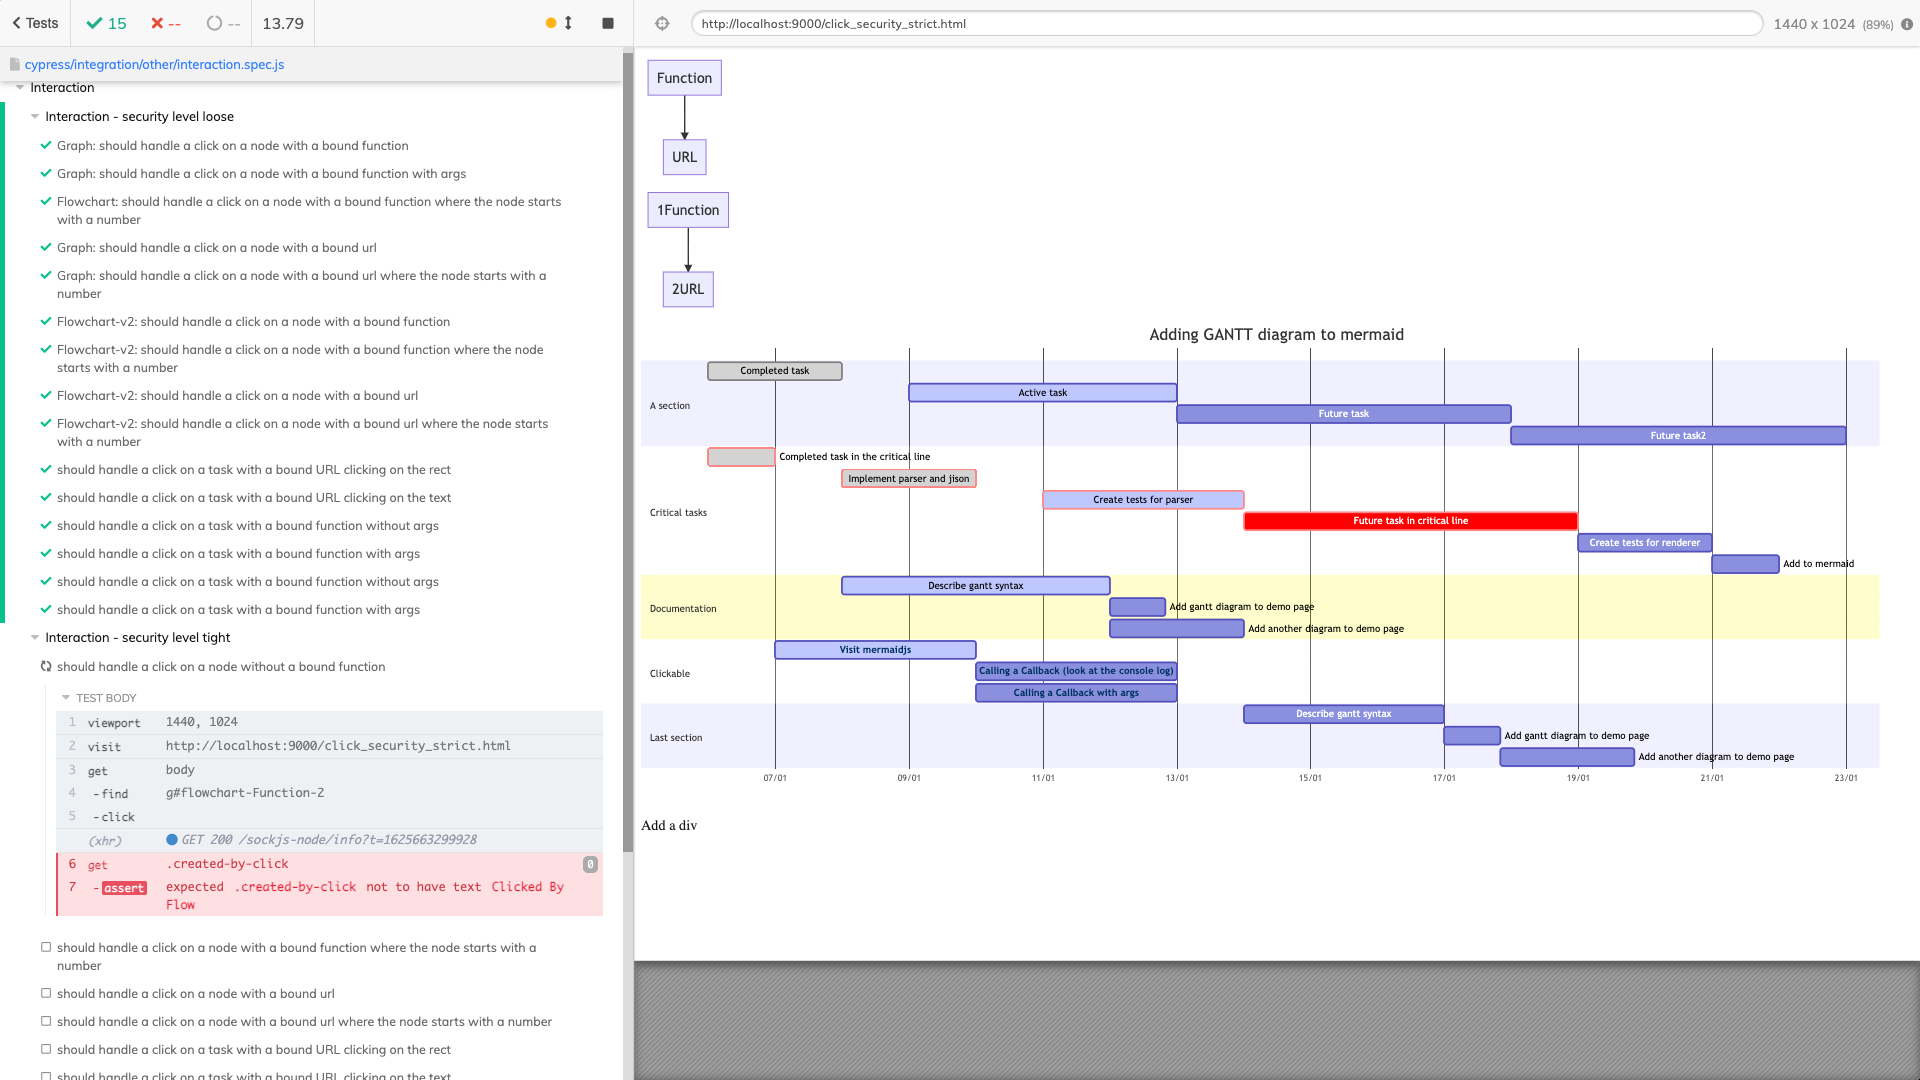 Tests
15
--
--
13.79
http://localhost:9000/click_security_strict.html
1440 x 1024 (89%)
cypress/integration/other/interaction.spec.js
Interaction
Interaction - security level loose
Graph: should handle a click on a node with a bound function
Graph: should handle a click on a node with a bound function with args
Flowchart: should handle a click on a node with a bound function where the node starts
with a number
Graph: should handle a click on a node with a bound url
Graph: should handle a click on a node with a bound url where the node starts with a
number
Flowchart-v2: should handle a click on a node with a bound function
Flowchart-v2: should handle a click on a node with a bound function where the node
starts with a number
Flowchart-v2: should handle a click on a node with a bound url
Flowchart-v2: should handle a click on a node with a bound url where the node starts
with a number
should handle a click on a task with a bound URL clicking on the rect
should handle a click on a task with a bound URL clicking on the text
should handle a click on a task with a bound function without args
should handle a click on a task with a bound function with args
should handle a click on a task with a bound function without args
should handle a click on a task with a bound function with args
Interaction - security level tight
should handle a click on a node without a bound function
TEST BODY
1 viewport 1440, 1024
2 visit http://localhost:9000/click_security_strict.html
3 get body
4 -find g#flowchart-Function-2
5 -click
(xhr) GET 200 /sockjs-node/info?t=1625663299928
6 get .created-by-click 0
7 -assert expected .created-by-click not to have text Clicked By
Flow
should handle a click on a node with a bound function where the node starts with a
number
should handle a click on a node with a bound url
should handle a click on a node with a bound url where the node starts with a number
should handle a click on a task with a bound URL clicking on the rect
should handle a click on a task with a bound URL clicking on the text
Function
URL
1Function
2URL
Adding GANTT diagram to mermaid
Completed task
Active task
A section
Future task
Future task2
Completed task in the critical line
Implement parser and jison
Create tests for parser
Critical tasks
Future task in critical line
Create tests for renderer
Add to mermaid
Describe gantt syntax
Documentation
Add gantt diagram to demo page
Add another diagram to demo page
Visit mermaidjs
Clickable
Calling a Callback (look at the console log)
Calling a Callback with args
Describe gantt syntax
Last section
Add gantt diagram to demo page
Add another diagram to demo page
07/01 09/01 11/01 13/01 15/01 17/01 19/01 21/01 23/01
Add a div